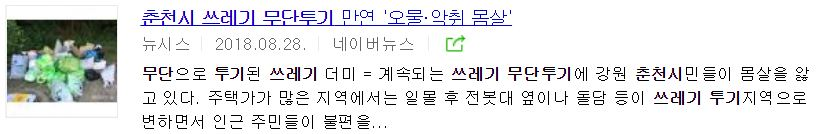 춘천시 쓰레기 무단투기 만연 '오물·악취 몸살'
뉴시스 | 2018.08.28. | 네이버뉴스
무단으로 투기된 쓰레기 더미 = 계속되는 쓰레기 무단투기에 강원 춘천시민들이 몸살을 앓
고 있다. 주택가가 많은 지역에서는 일몰 후 전봇대 옆이나 돌담 등이 쓰레기 투기지역으로
변하면서 인근 주민들이 불편을...